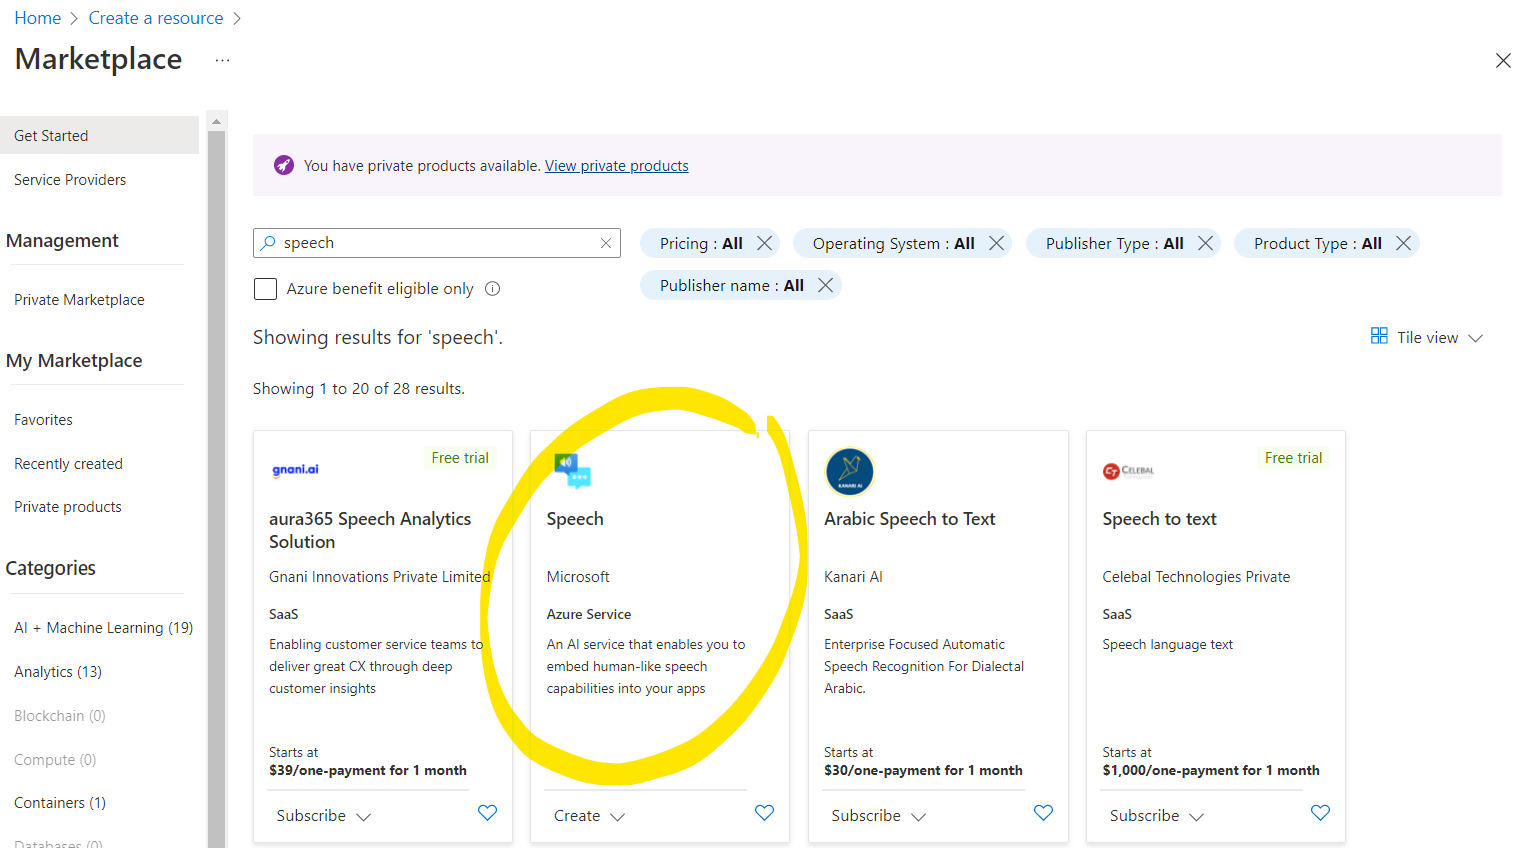 Home > Create a resource >
Marketplace ...
Get Started
Service Providers
Management
Private Marketplace
My Marketplace
Favorites
Recently created
Private products
Categories
AI + Machine Learning (19)
Analytics (13)
Blockchain (0)
Compute (0)
Containers (1)
Databases (0)
You have private products available. View private products
speech
Pricing : All
Operating System : All
Publisher Type : All
Product Type : All
Azure benefit eligible only
Publisher name : All
Showing results for 'speech'.
Tile view
Showing 1 to 20 of 28 results.
gnani.ai
Free trial
aura365 Speech Analytics
Solution
Gnani Innovations Private Limited
SaaS
Enabling customer service teams to
deliver great CX through deep
customer insights
Starts at
$39/one-payment for 1 month
Subscribe
Speech
Microsoft
Azure Service
An AI service that enables you to
embed human-like speech
capabilities into your apps
Create
KANARI AI
Arabic Speech to Text
Kanari AI
SaaS
Enterprise Focused Automatic
Speech Recognition For Dialectal
Arabic.
Starts at
$30/one-payment for 1 month
Subscribe
CT CELEBAL
Free trial
Speech to text
Celebal Technologies Private
SaaS
Speech language text
Starts at
$1,000/one-payment for 1 month
Subscribe